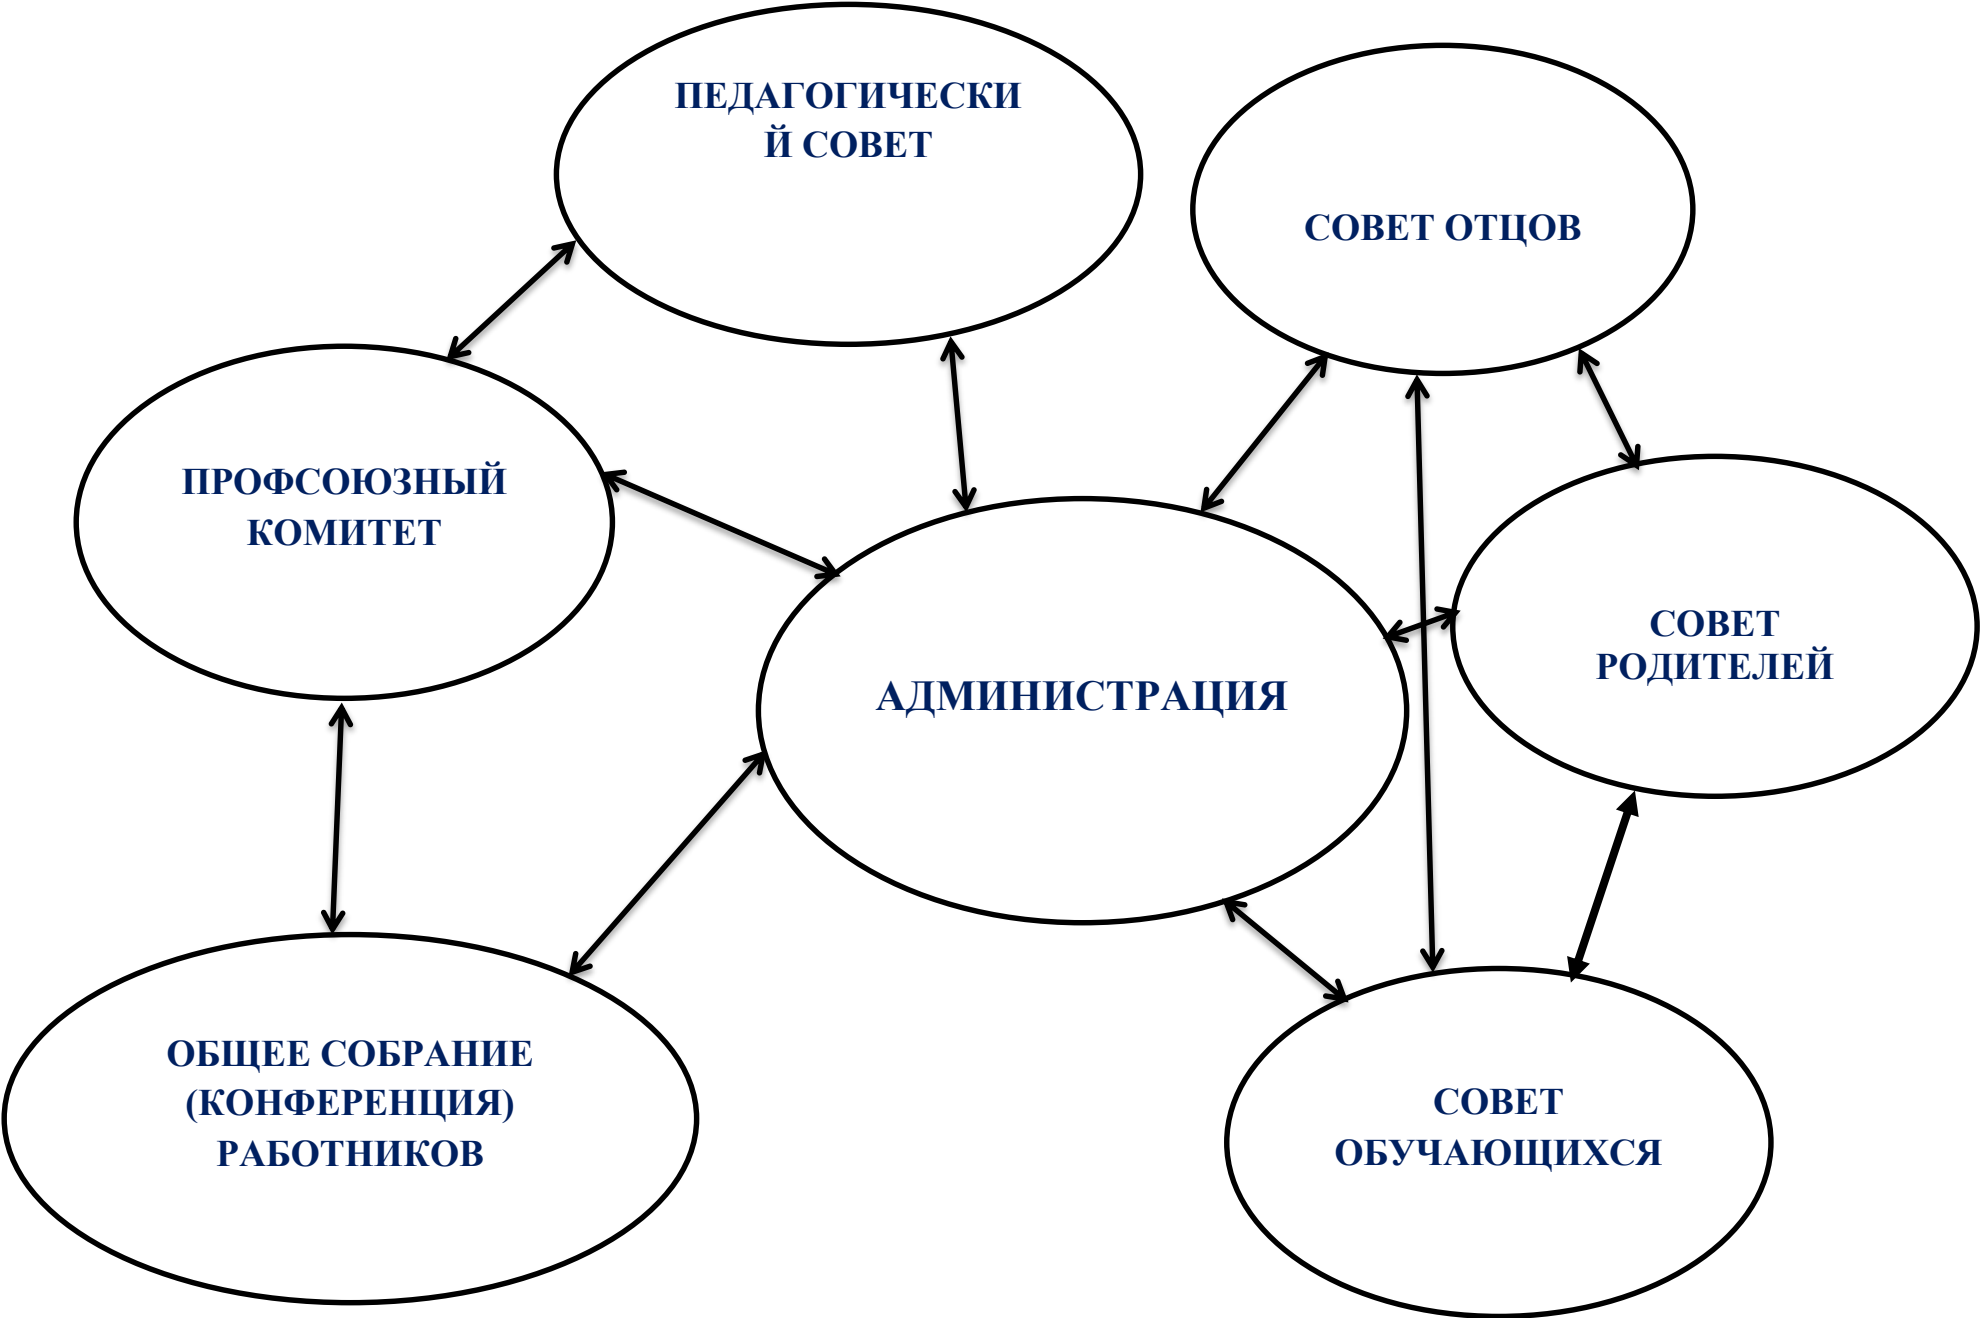 ПЕДАГОГИЧЕСКИ
Й СОВЕТ
СОВЕТ ОТЦОВ
ПРОФСОЮЗНЫЙ
КОМИТЕТ
СОВЕТ
РОДИТЕЛЕЙ
АДМИНИСТРАЦИЯ
ОБЩЕЕ СОБРАНИЕ
(КОНФЕРЕНЦИЯ)
РАБОТНИКОВ
СОВЕТ
ОБУЧАЮЩИХСЯ